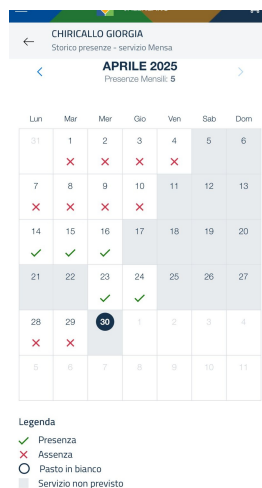 CHIRICALLO GIORGIA
Storico presenze - servizio Mensa
APRILE 2025
Presenze Mensili: 5
Lun Mar Mer Gio Ven Sab Dom
31 1 2 3 4 5 6
7 8 9 10 11 12 13
14 15 16 17 18 19 20
21 22 23 24 25 26 27
28 29 30 1 2 3 4
5 6 7 8 9 10 11
Legenda
Presenza
Assenza
Pasto in bianco
Servizio non previsto